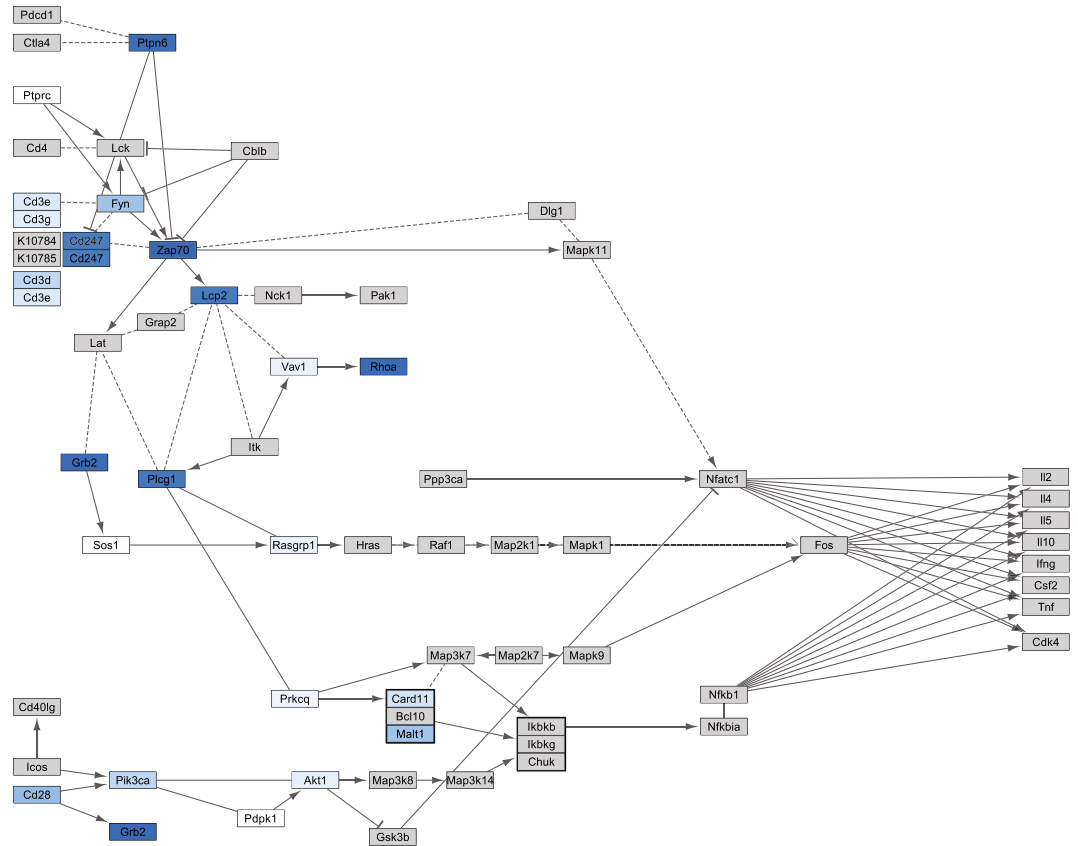 Pdcd1
Ctla4
Ptpn6
Ptprc
Cd4
Lck
Cblb
Cd3e
Cd3g
Fyn
Dlg1
K10784
Cd247
K10785
Cd247
Zap70
Mapk11
Cd3d
Cd3e
Lcp2
Nck1
Pak1
Grap2
Lat
Vav1
Rhoa
Itk
Grb2
Plcg1
Ppp3ca
Nfatc1
Il2
Il4
Il5
Il10
Ifng
Csf2
Tnf
Cdk4
Sos1
Rasgrp1
Hras
Raf1
Map2k1
Mapk1
Fos
Map3k7
Map2k7
Mapk9
Prkcq
Card11
Bcl10
Malt1
Nfkb1
Nfkbia
Ikbkb
Ikbkg
Chuk
Cd40lg
Icos
Pik3ca
Akt1
Map3k8
Map3k14
Cd28
Pdpk1
Grb2
Gsk3b